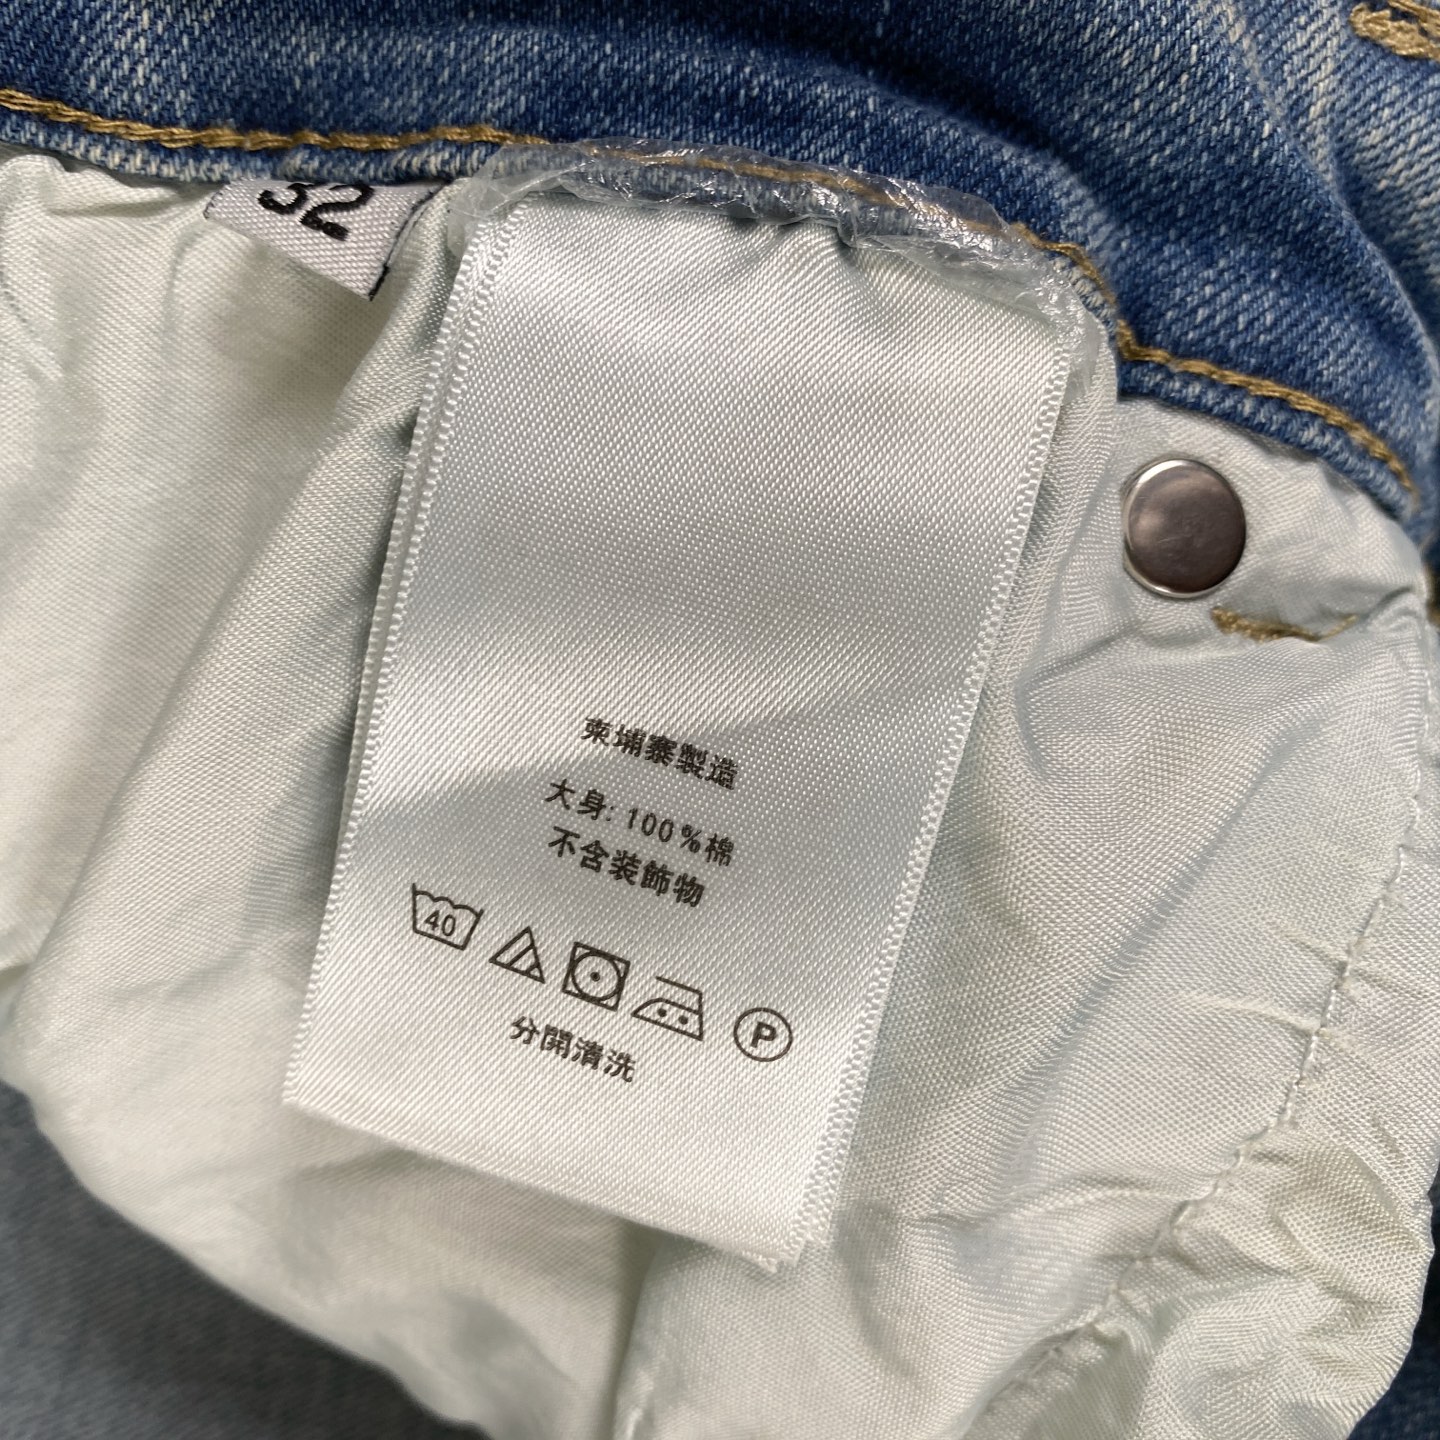 32
柬埔寨製造
大身: 100%棉
不含装飾物
40
P
分開清洗